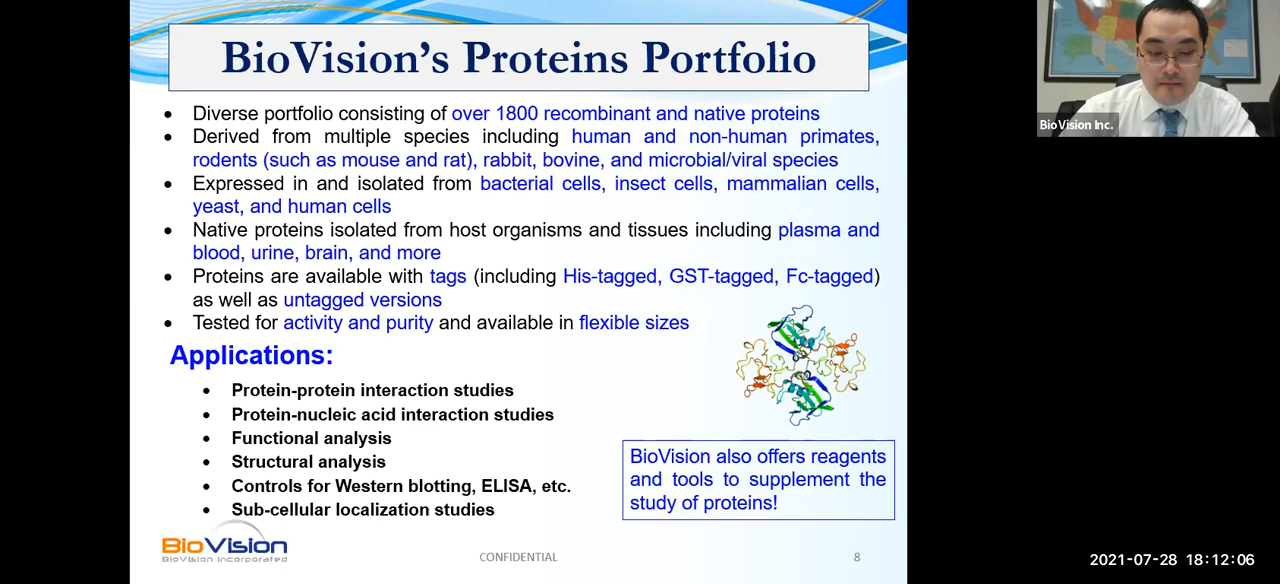 BioVision's Proteins Portfolio
• Diverse portfolio consisting of over 1800 recombinant and native proteins
• Derived from multiple species including human and non-human primates,
rodents (such as mouse and rat), rabbit, bovine, and microbial/viral species
• Expressed in and isolated from bacterial cells, insect cells, mammalian cells,
yeast, and human cells
• Native proteins isolated from host organisms and tissues including plasma and
blood, urine, brain, and more
• Proteins are available with tags (including His-tagged, GST-tagged, Fc-tagged)
as well as untagged versions
• Tested for activity and purity and available in flexible sizes
Applications:
• Protein-protein interaction studies
• Protein-nucleic acid interaction studies
• Functional analysis
• Structural analysis
• Controls for Western blotting, ELISA, etc.
• Sub-cellular localization studies
BioVision also offers reagents
and tools to supplement the
study of proteins!
BioVision
BioVision Incorporated
CONFIDENTIAL
8
BioVision Inc.
2021-07-28 18:12:06